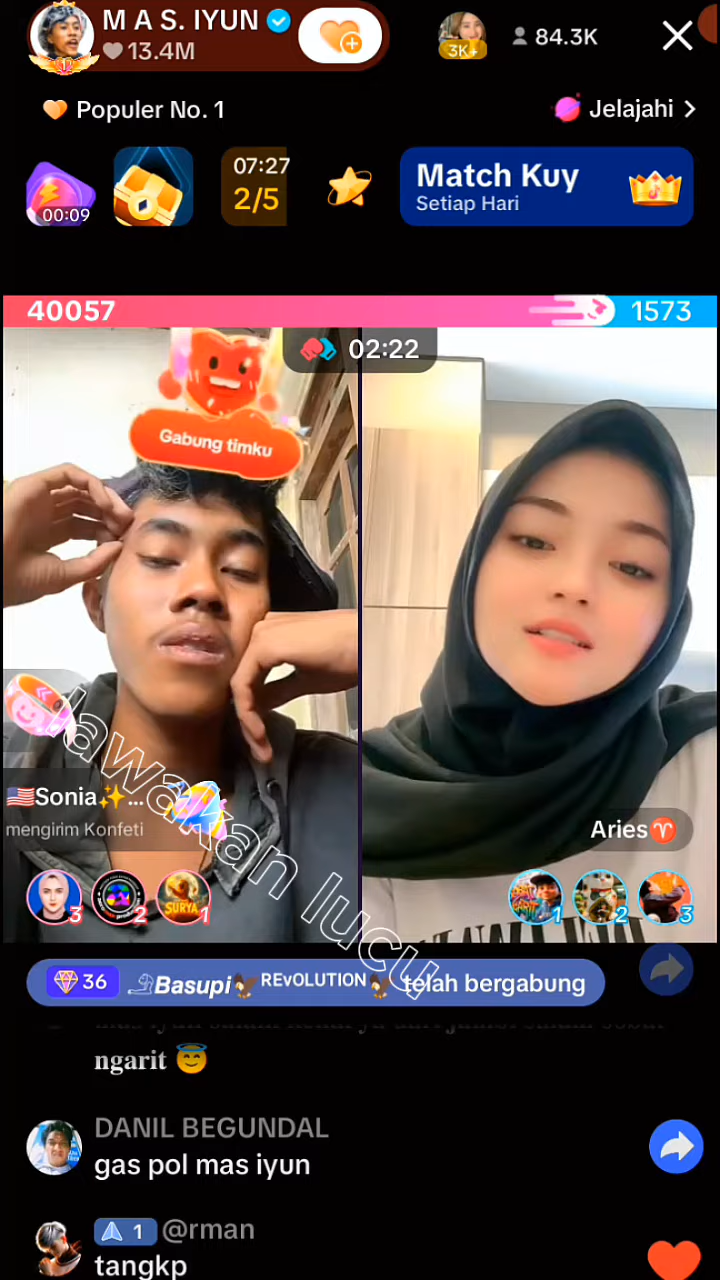 M A S. IYUN
13.4M
3K+
84.3K
Populer No. 1
Jelajahi >
00:09
07:27
2/5
Match Kuy
Setiap Hari
40057
1573
02:22
Gabung timku
lawakan lucu
🇺🇸Sonia✨...
mengirim Konfeti
Aries♈
3
2
SURYA
1
1
2
3
36 Basupi🦅REvOLUTION🦅 telah bergabung
ngarit 😇
DANIL BEGUNDAL
gas pol mas iyun
1 @rman
tangkp